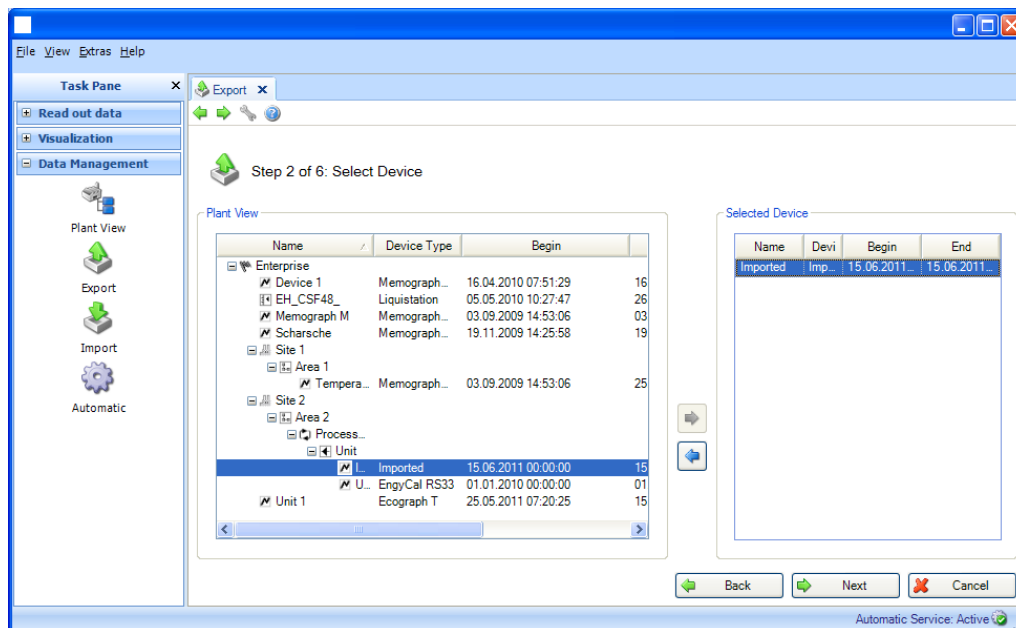 File View Extras Help
Task Pane
Export
Read out data
Visualization
Data Management
Plant View
Export
Import
Automatic
Step 2 of 6: Select Device
Plant View
Name Device Type Begin
Enterprise
Device 1 Memograph... 16.04.2010 07:51:29 16
EH_CSF48_ Liquistation 05.05.2010 10:27:47 26
Memograph M Memograph... 03.09.2009 14:53:06 03
Scharsche Memograph... 19.11.2009 14:25:58 19
Site 1
Area 1
Tempera... Memograph... 03.09.2009 14:53:06 25
Site 2
Area 2
Process...
Unit
I... Imported 15.06.2011 00:00:00 15
U... EngyCal RS33 01.01.2010 00:00:00 01
Unit 1 Ecograph T 25.05.2011 07:20:25 15
Selected Device
Name Devi Begin End
Imported Imp... 15.06.2011... 15.06.2011...
Back Next Cancel
Automatic Service: Active